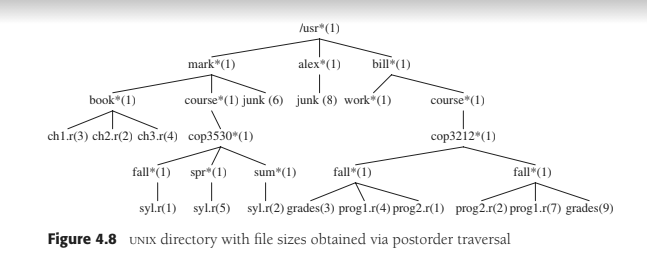 /usr*(1)
mark*(1) alex*(1) bill*(1)
book*(1) course*(1) junk (6) junk (8) work*(1) course*(1)
ch1.r(3) ch2.r(2) ch3.r(4) cop3530*(1) cop3212*(1)
fall*(1) spr*(1) sum*(1) fall*(1) fall*(1)
syl.r(1) syl.r(5) syl.r(2) grades(3) prog1.r(4) prog2.r(1) prog2.r(2) prog1.r(7) grades(9)
Figure 4.8 UNIX directory with file sizes obtained via postorder traversal